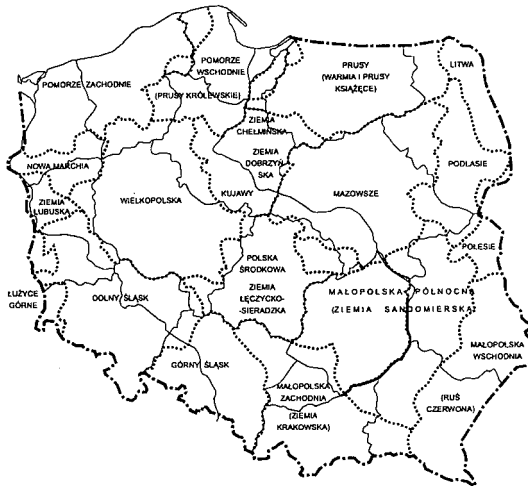 POMORZE
WSCHODNIE
(PRUSY KRÓLEWSKIE)
POMORZE ZACHODNIE
PRUSY
(WARMIA I PRUSY
KSIĄŻĘCE)
LITWA
ZIEMIA
CHEŁMIŃSKA
ZIEMIA
DOBRZYŃ
SKA
NOWA MARCHIA
ZIEMIA
LUBUSKA
WIELKOPOLSKA
KUJAWY
MAZOWSZE
PODLASIE
POLESIE
POLSKA
ŚRODKOWA
ZIEMIA
ŁĘCZYCKO-
SIERADZKA
ŁUŻYCE
GÓRNE
DOLNY ŚLĄSK
MAŁOPOLSKA PÓŁNOCNA
(ZIEMIA SANDOMIERSKA)
MAŁOPOLSKA
WSCHODNIA
GÓRNY ŚLĄSK
MAŁOPOLSKA
ZACHODNIA
(ZIEMIA
KRAKOWSKA)
(RUŚ
CZERWONA)